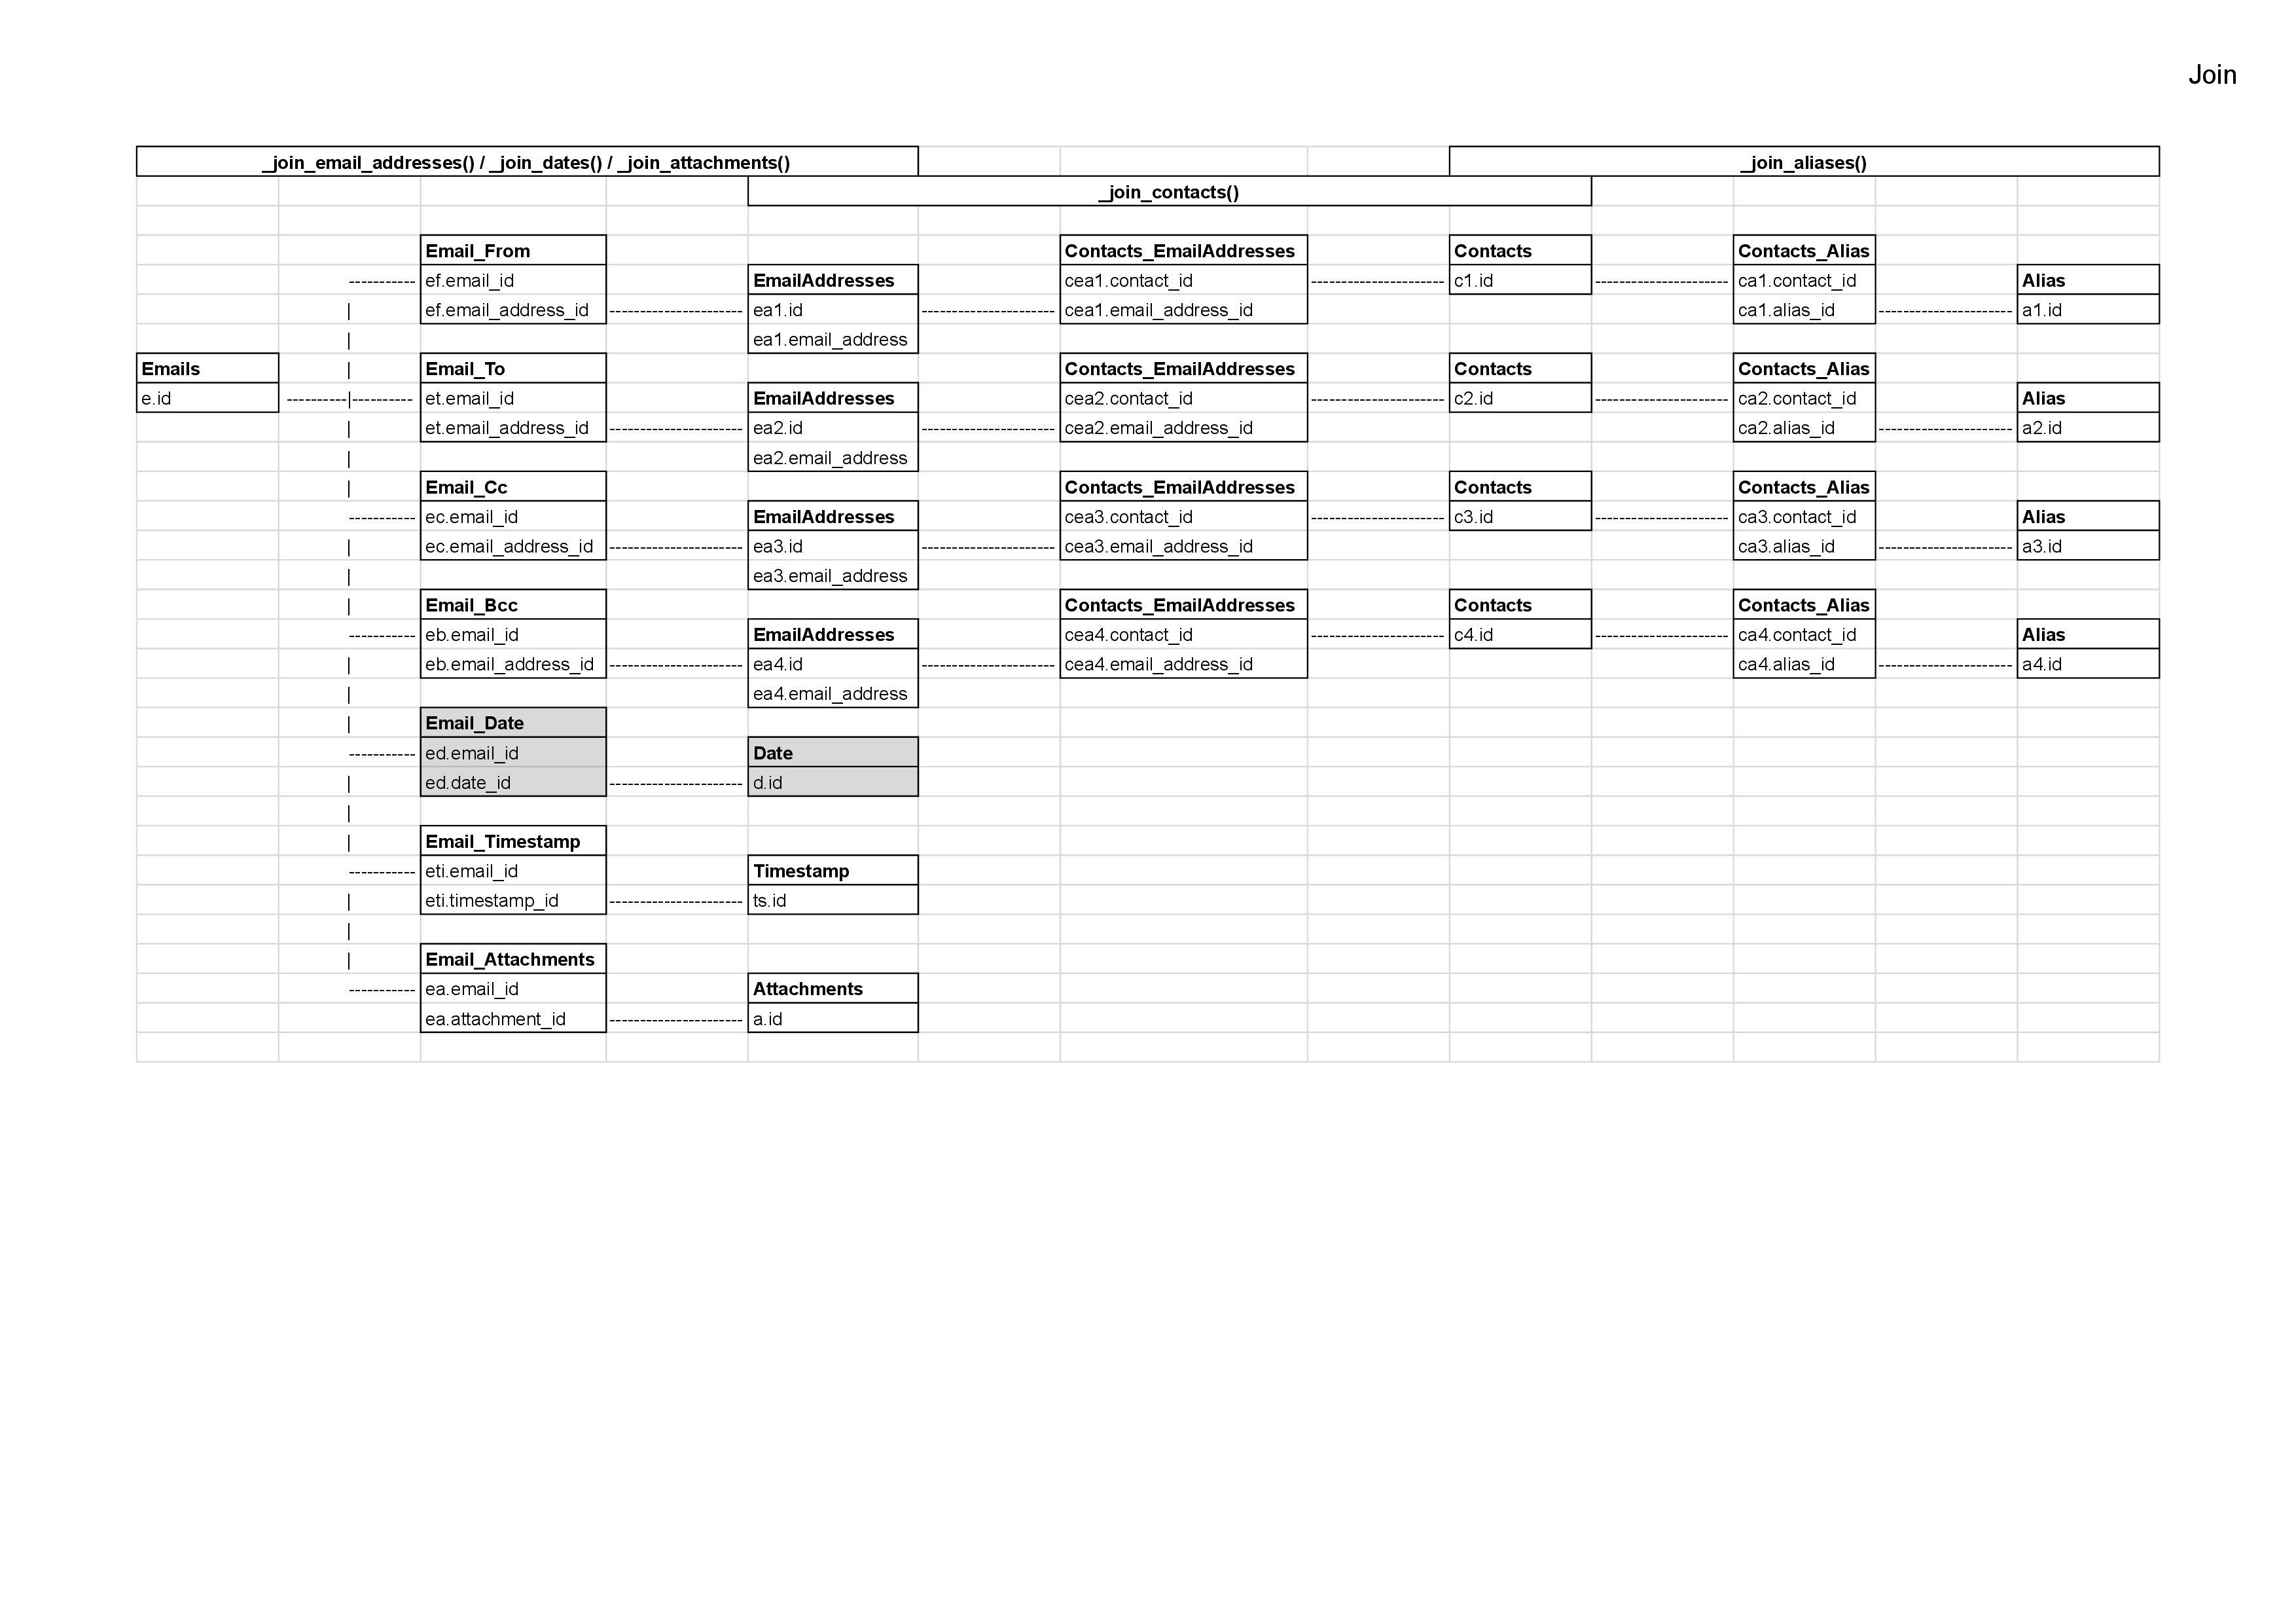 Join
_join_email_addresses() / _join_dates() / _join_attachments() _join_aliases()
_join_contacts()
Email_From Contacts_EmailAddresses Contacts Contacts_Alias
----------- ef.email_id EmailAddresses cea1.contact_id ---------------------- c1.id ---------------------- ca1.contact_id Alias
| ef.email_address_id ---------------------- ea1.id ---------------------- cea1.email_address_id ca1.alias_id ---------------------- a1.id
| ea1.email_address
Emails | Email_To Contacts_EmailAddresses Contacts Contacts_Alias
e.id ----------|---------- et.email_id EmailAddresses cea2.contact_id ---------------------- c2.id ---------------------- ca2.contact_id Alias
| et.email_address_id ---------------------- ea2.id ---------------------- cea2.email_address_id ca2.alias_id ---------------------- a2.id
| ea2.email_address
| Email_Cc Contacts_EmailAddresses Contacts Contacts_Alias
----------- ec.email_id EmailAddresses cea3.contact_id ---------------------- c3.id ---------------------- ca3.contact_id Alias
| ec.email_address_id ---------------------- ea3.id ---------------------- cea3.email_address_id ca3.alias_id ---------------------- a3.id
| ea3.email_address
| Email_Bcc Contacts_EmailAddresses Contacts Contacts_Alias
----------- eb.email_id EmailAddresses cea4.contact_id ---------------------- c4.id ---------------------- ca4.contact_id Alias
| eb.email_address_id ---------------------- ea4.id ---------------------- cea4.email_address_id ca4.alias_id ---------------------- a4.id
| ea4.email_address
| Email_Date
----------- ed.email_id Date
| ed.date_id ---------------------- d.id
|
| Email_Timestamp
----------- eti.email_id Timestamp
| eti.timestamp_id ---------------------- ts.id
|
| Email_Attachments
----------- ea.email_id Attachments
ea.attachment_id ---------------------- a.id